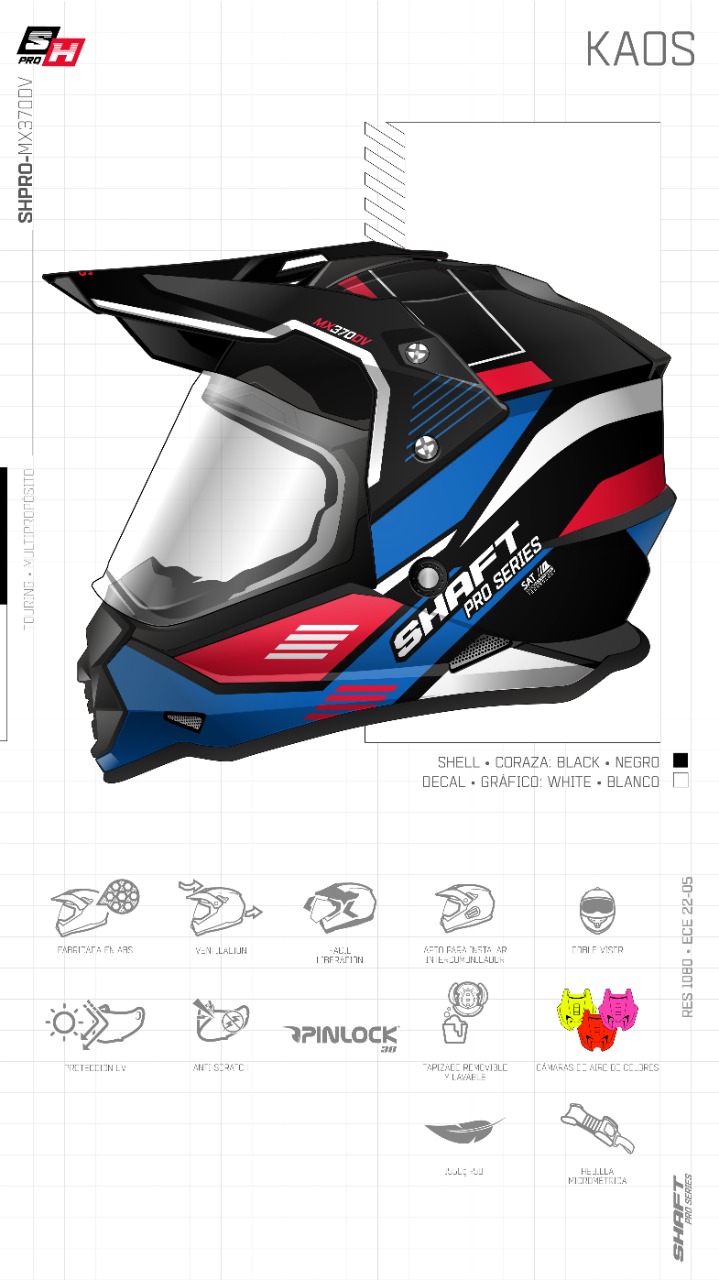 SH
PRO
KAOS
SHPRO-MX370DV
TOURING • MULTIPROPÓSITO
MX370DV
SHAFT
PRO SERIES
SHELL • CORAZA: BLACK • NEGRO
DECAL • GRÁFICO: WHITE • BLANCO
FABRICADA EN ABS
VENTILACIÓN
FÁCIL
LIBERACIÓN
APTO PARA INSTALAR
INTERCOMUNICADOR
DOBLE VISOR
RES 1080 • ECE 22-05
PROTECCIÓN UV
ANTI SCRATCH
PINLOCK
TAPIZADO REMOVIBLE
Y LAVABLE
CÁMARAS DE AIRE DE COLORES
HEBILLA
MICROMÉTRICA
SHAFT
PRO SERIES